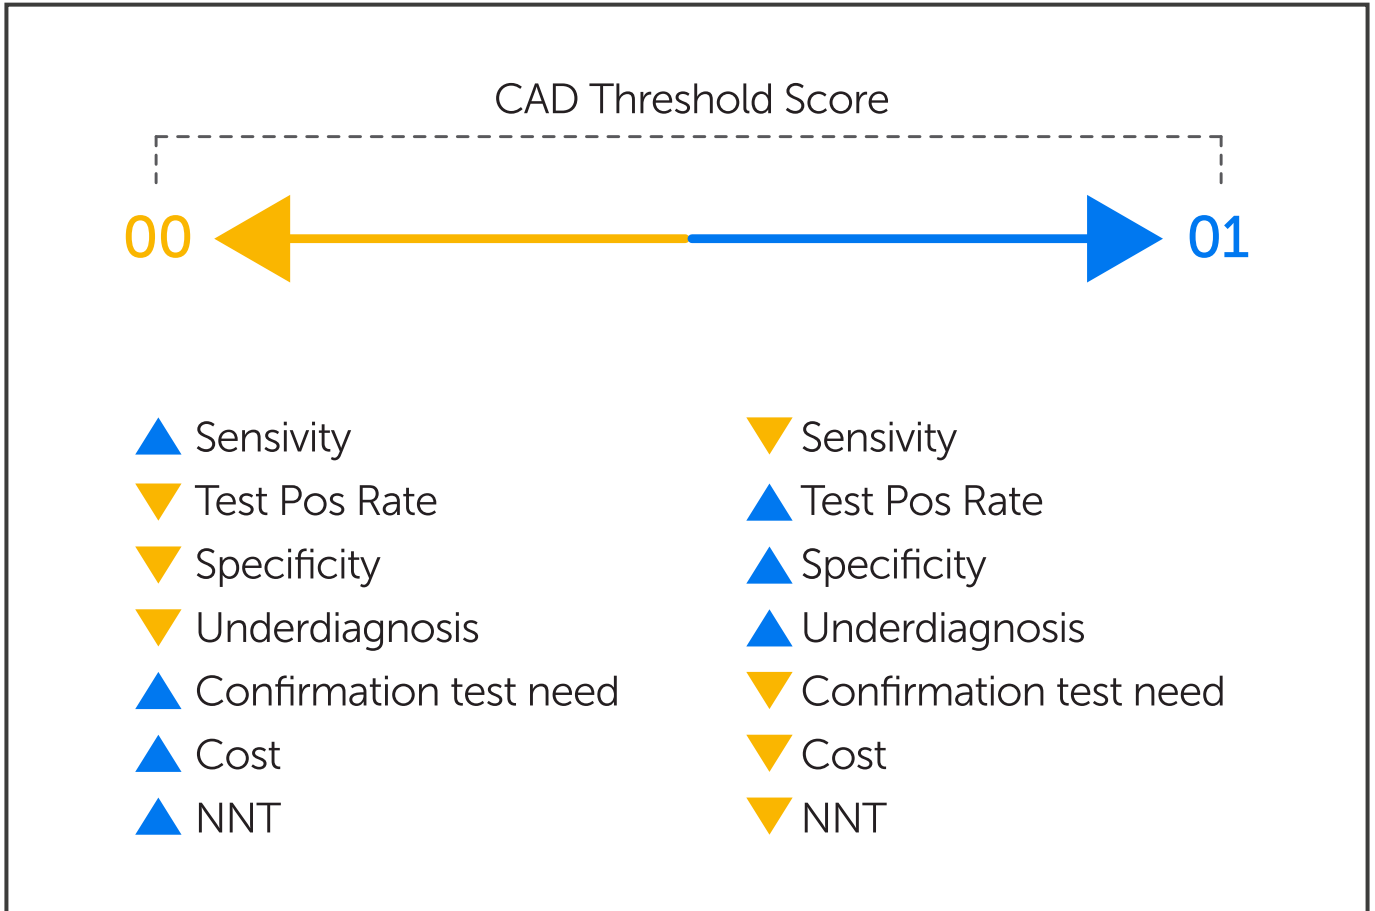 CAD Threshold Score
00
01
Sensivity
Test Pos Rate
Specificity
Underdiagnosis
Confirmation test need
Cost
NNT
Sensivity
Test Pos Rate
Specificity
Underdiagnosis
Confirmation test need
Cost
NNT